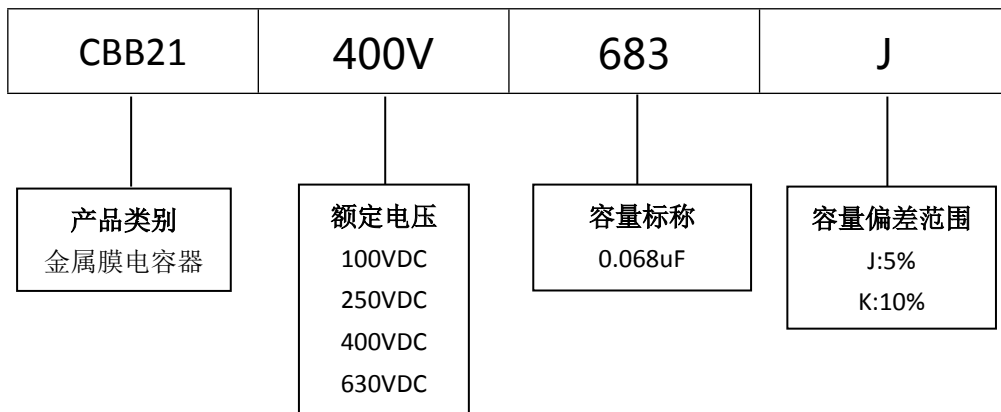 CBB21 400V 683 J
产品类别
金属膜电容器
额定电压
100VDC
250VDC
400VDC
630VDC
容量标称
0.068uF
容量偏差范围
J:5%
K:10%